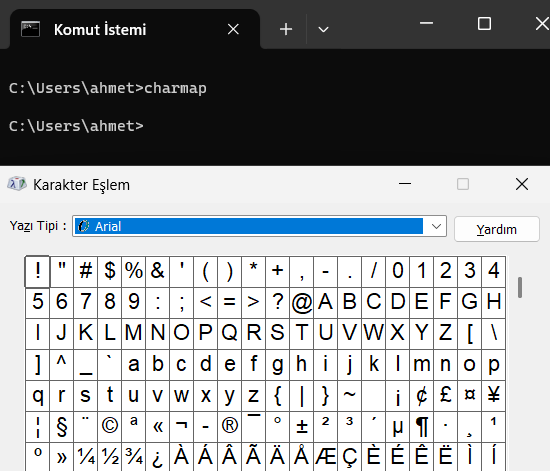 Komut İstemi
C:\Users\ahmet>charmap
C:\Users\ahmet>
Karakter Eşlem
Yazı Tipi : Arial Yardım
! " # $ % & ' ( ) * + , - . / 0 1 2 3 4
5 6 7 8 9 : ; < = > ? @ A B C D E F G H
I J K L M N O P Q R S T U V W X Y Z [ \
] ^ _ ` a b c d e f g h i j k l m n o p
q r s t u v w x y z { | } ~ ¡ ¢ £ ¤ ¥
¦ § ¨ © ª « ¬ - ® ¯ ° ± ² ³ ´ µ ¶ · ¸ ¹
º » ¼ ½ ¾ ¿ À Á Â Ã Ä Å Æ Ç È É Ê Ë Ì Í